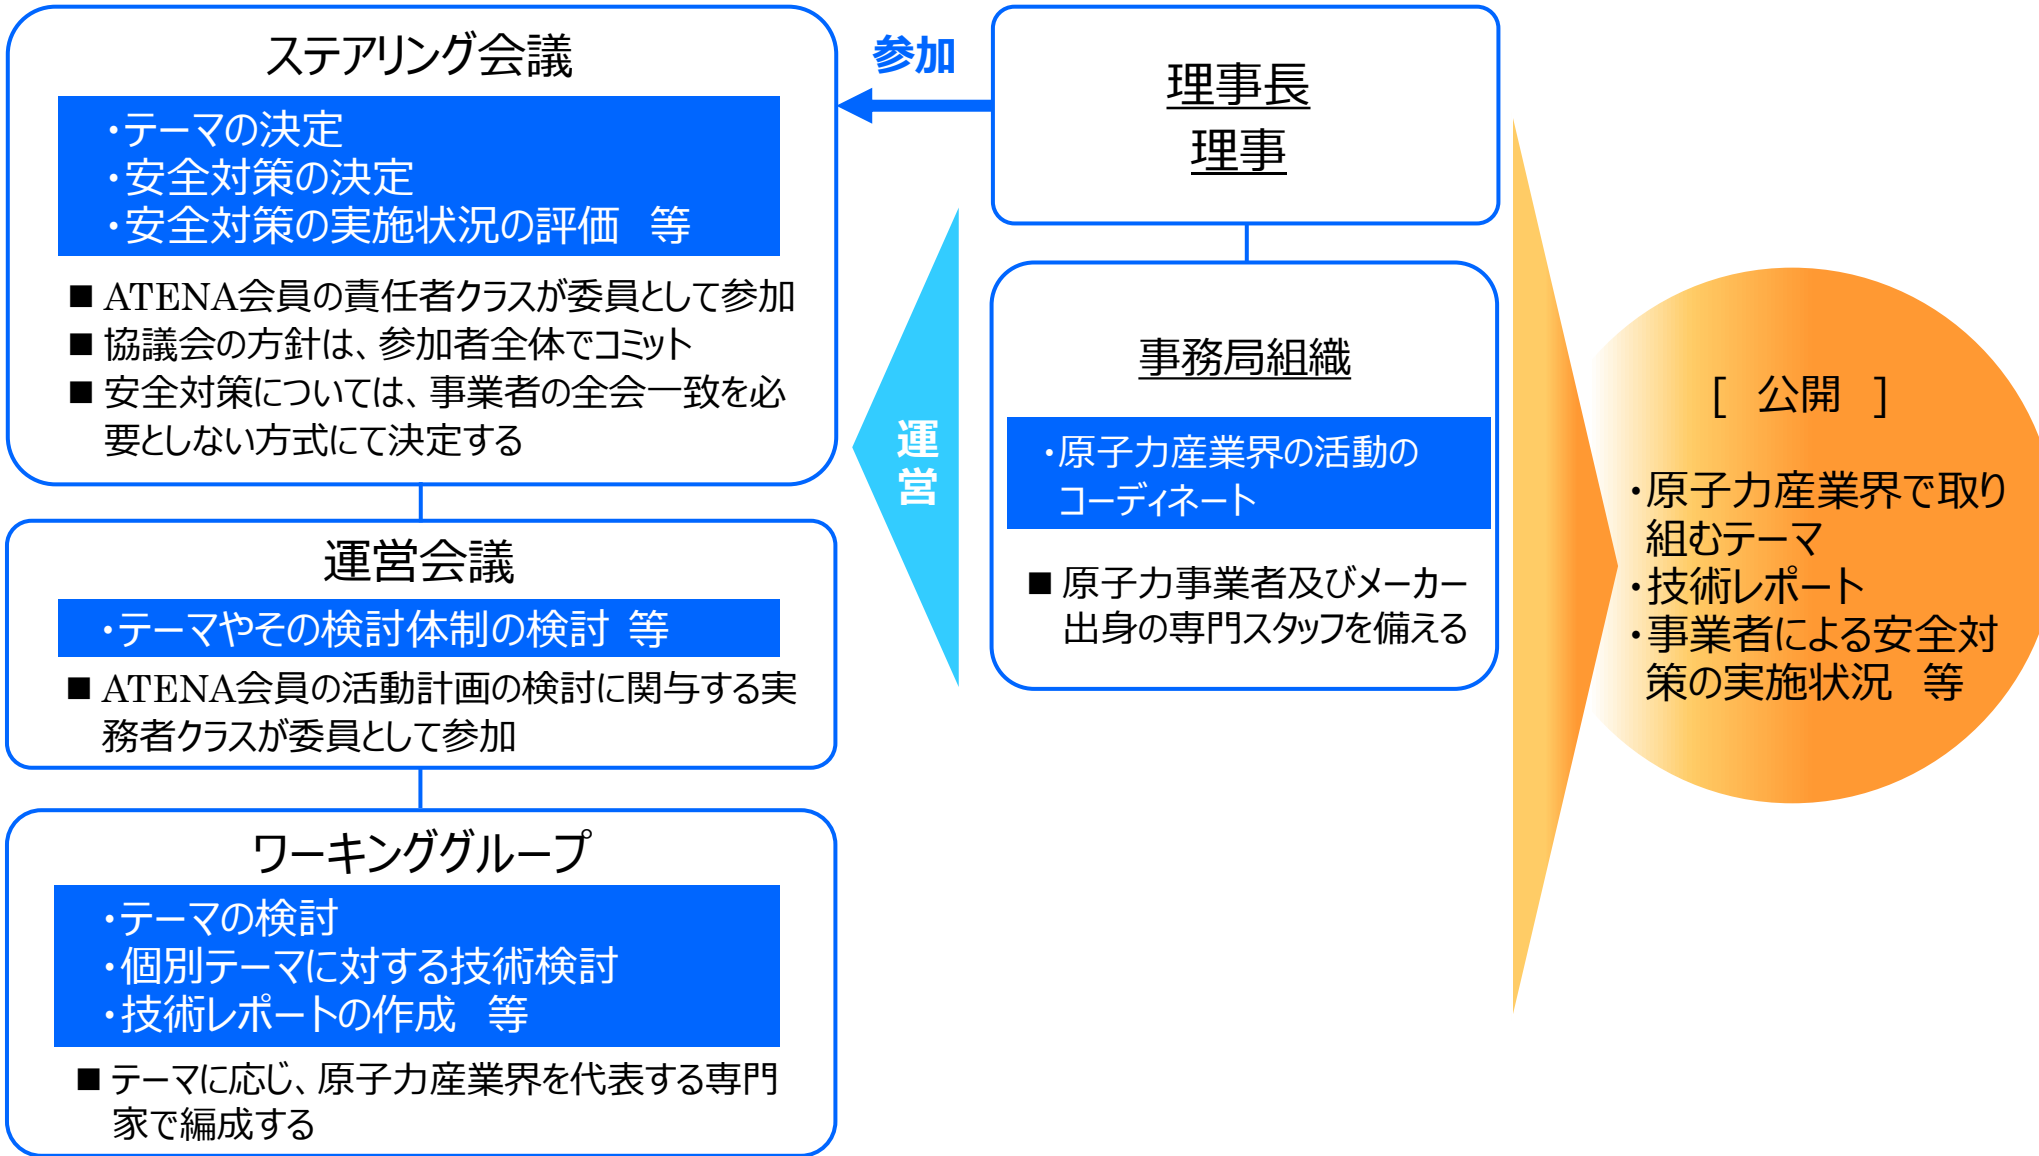 ステアリング会議
・テーマの決定
・安全対策の決定
・安全対策の実施状況の評価　等
■ ATENA会員の責任者クラスが委員として参加
■ 協議会の方針は、参加者全体でコミット
■ 安全対策については、事業者の全会一致を必
要としない方式にて決定する
運営会議
・テーマやその検討体制の検討 等
■ ATENA会員の活動計画の検討に関与する実
務者クラスが委員として参加
ワーキンググループ
・テーマの検討
・個別テーマに対する技術検討
・技術レポートの作成　等
■ テーマに応じ、原子力産業界を代表する専門
家で編成する
参加
運
営
理事長
理事
事務局組織
・原子力産業界の活動の
コーディネート
■ 原子力事業者及びメーカー
出身の専門スタッフを備える
[　公開　]
・原子力産業界で取り
組むテーマ
・技術レポート
・事業者による安全対
策の実施状況　等